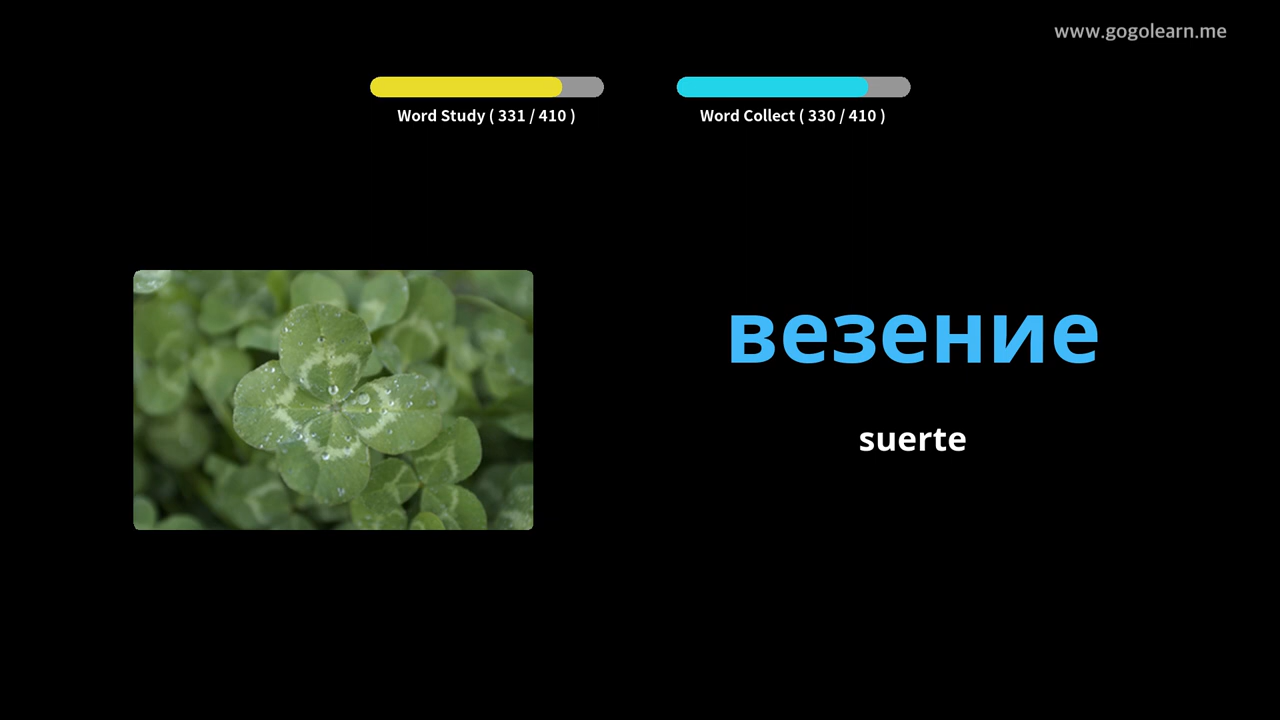 www.gogolearn.me
Word Study ( 331 / 410 )
Word Collect ( 330 / 410 )
везение
suerte